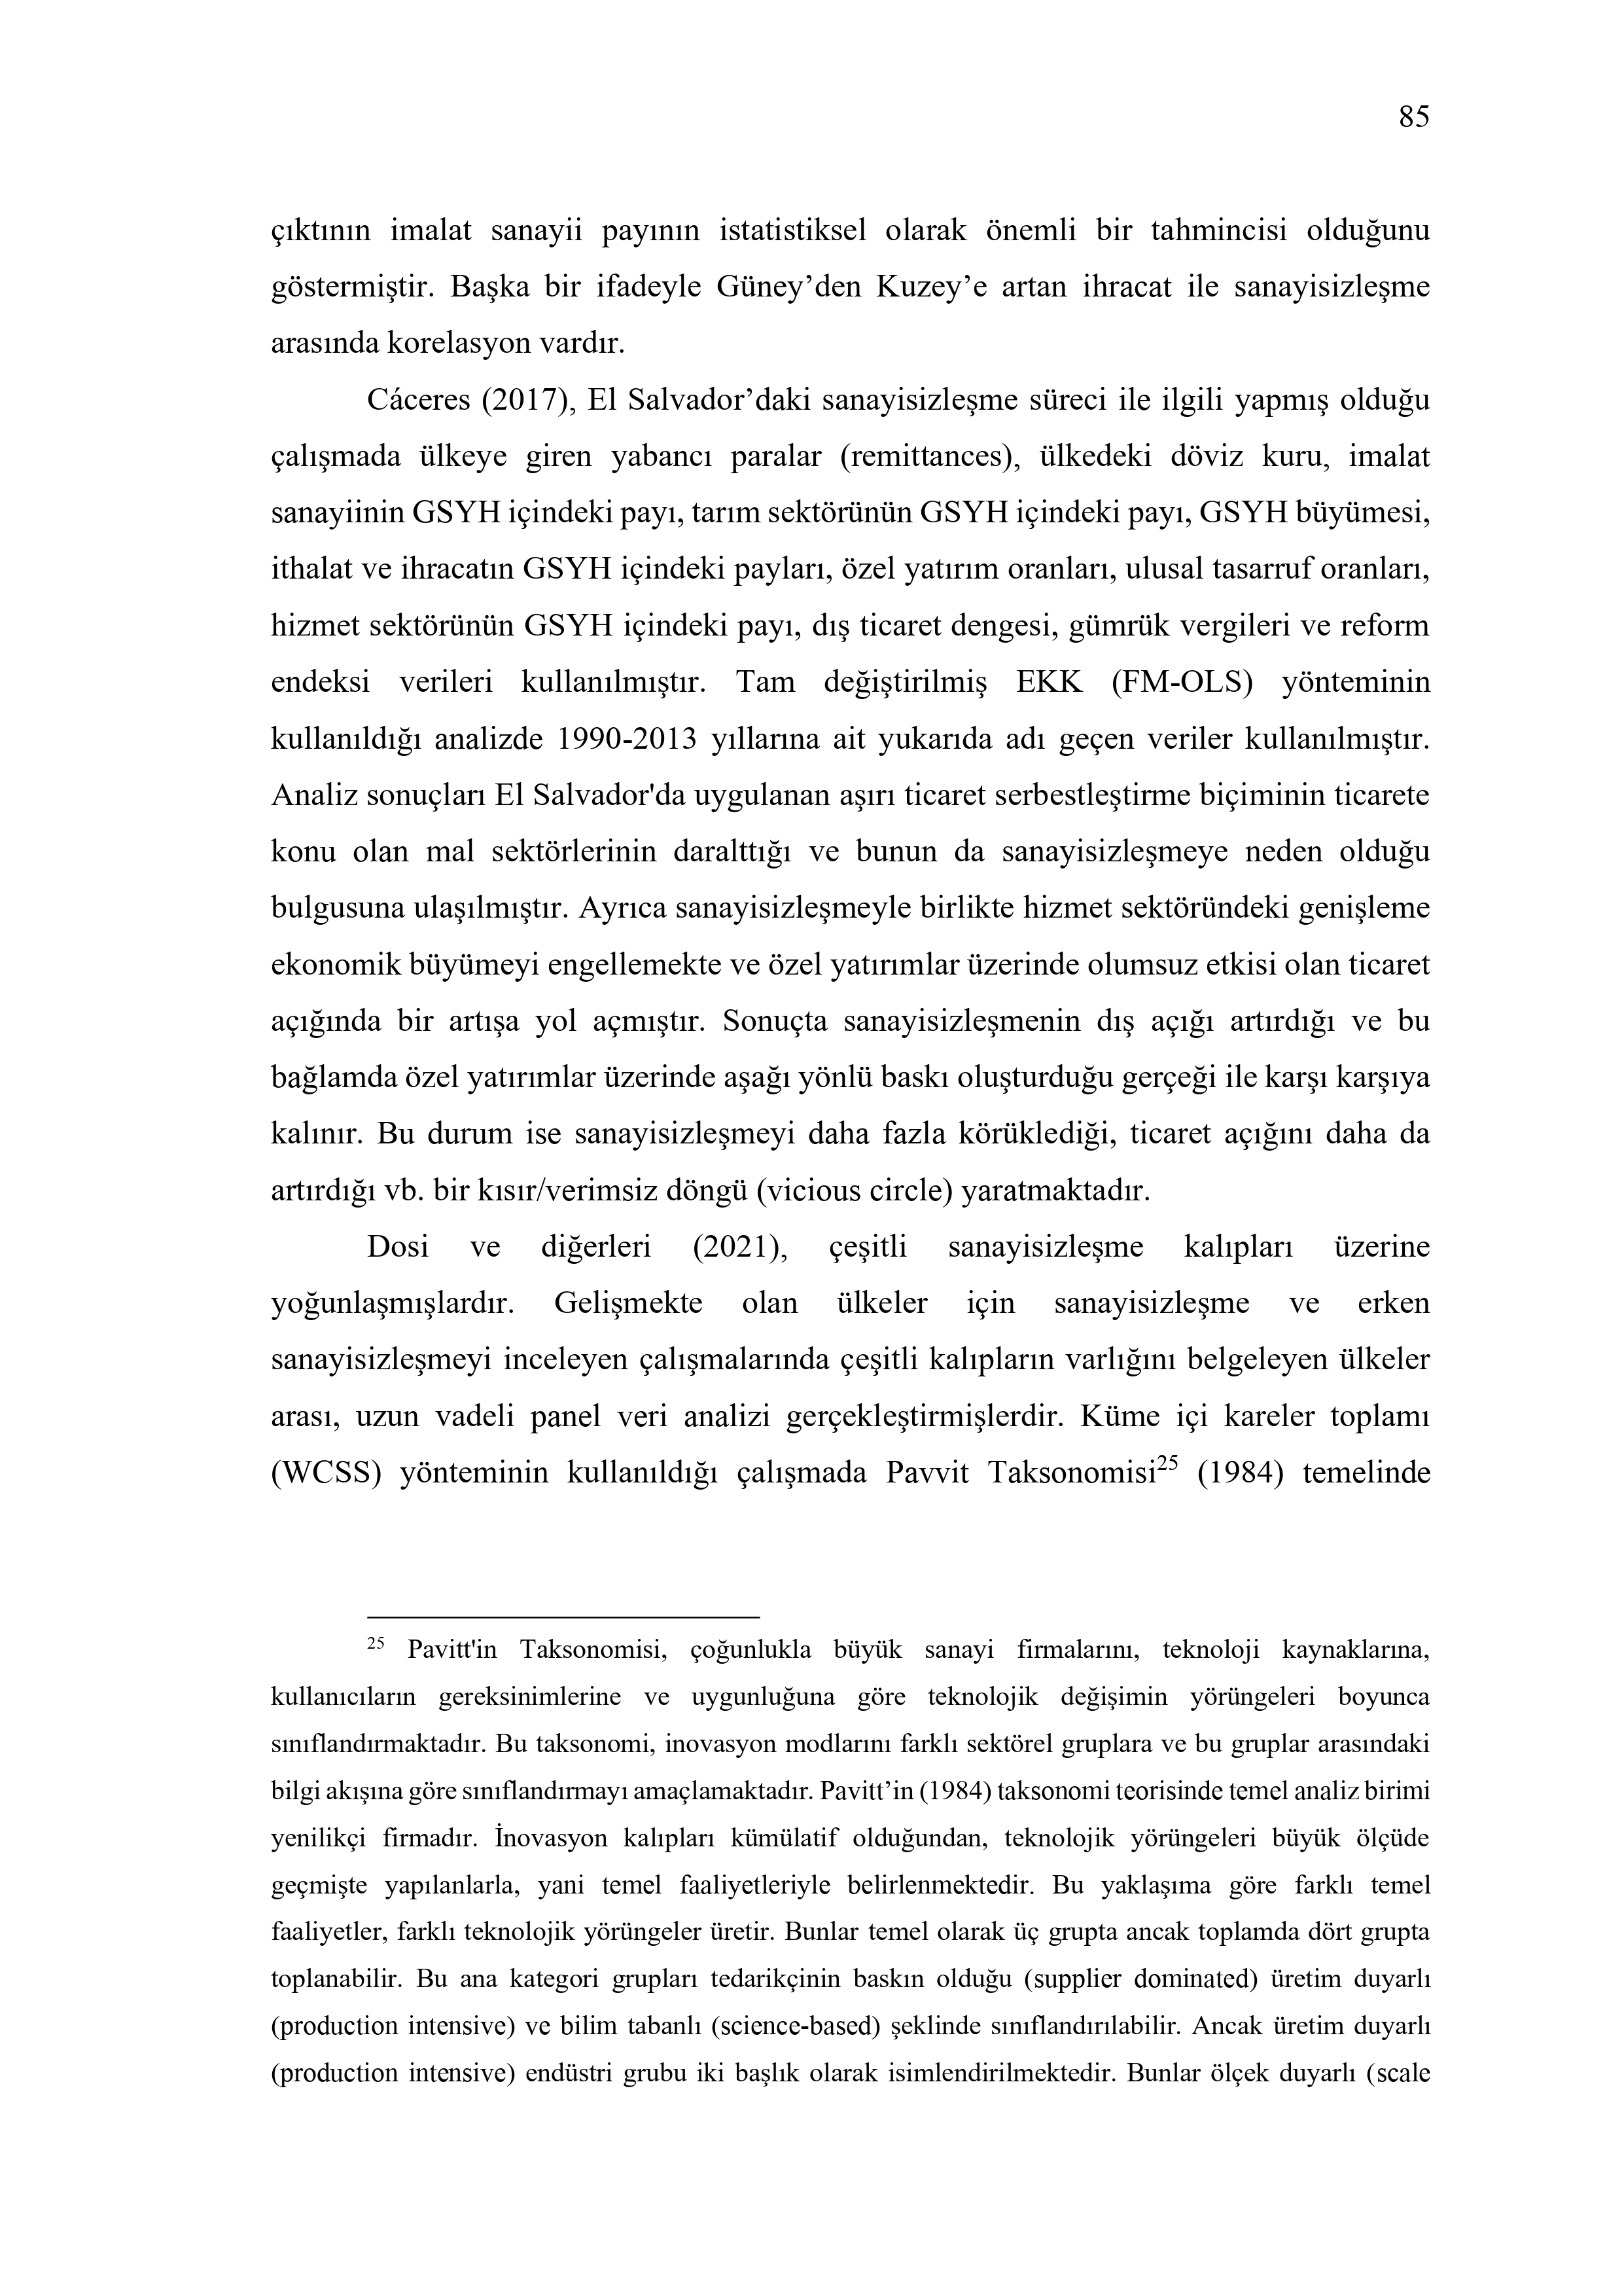 85
çıktının imalat sanayii payının istatistiksel olarak önemli bir tahmincisi olduğunu
göstermiştir. Başka bir ifadeyle Güney’den Kuzey’e artan ihracat ile sanayisizleşme
arasında korelasyon vardır.
Cáceres (2017), El Salvador’daki sanayisizleşme süreci ile ilgili yapmış olduğu
çalışmada ülkeye giren yabancı paralar (remittances), ülkedeki döviz kuru, imalat
sanayiinin GSYH içindeki payı, tarım sektörünün GSYH içindeki payı, GSYH büyümesi,
ithalat ve ihracatın GSYH içindeki payları, özel yatırım oranları, ulusal tasarruf oranları,
hizmet sektörünün GSYH içindeki payı, dış ticaret dengesi, gümrük vergileri ve reform
endeksi verileri kullanılmıştır. Tam değiştirilmiş EKK (FM-OLS) yönteminin
kullanıldığı analizde 1990-2013 yıllarına ait yukarıda adı geçen veriler kullanılmıştır.
Analiz sonuçları El Salvador'da uygulanan aşırı ticaret serbestleştirme biçiminin ticarete
konu olan mal sektörlerinin daralttığı ve bunun da sanayisizleşmeye neden olduğu
bulgusuna ulaşılmıştır. Ayrıca sanayisizleşmeyle birlikte hizmet sektöründeki genişleme
ekonomik büyümeyi engellemekte ve özel yatırımlar üzerinde olumsuz etkisi olan ticaret
açığında bir artışa yol açmıştır. Sonuçta sanayisizleşmenin dış açığı artırdığı ve bu
bağlamda özel yatırımlar üzerinde aşağı yönlü baskı oluşturduğu gerçeği ile karşı karşıya
kalınır. Bu durum ise sanayisizleşmeyi daha fazla körüklediği, ticaret açığını daha da
artırdığı vb. bir kısır/verimsiz döngü (vicious circle) yaratmaktadır.
Dosi ve diğerleri (2021), çeşitli sanayisizleşme kalıpları üzerine
yoğunlaşmışlardır. Gelişmekte olan ülkeler için sanayisizleşme ve erken
sanayisizleşmeyi inceleyen çalışmalarında çeşitli kalıpların varlığını belgeleyen ülkeler
arası, uzun vadeli panel veri analizi gerçekleştirmişlerdir. Küme içi kareler toplamı
(WCSS) yönteminin kullanıldığı çalışmada Pavvit Taksonomisi25 (1984) temelinde
25 Pavitt'in Taksonomisi, çoğunlukla büyük sanayi firmalarını, teknoloji kaynaklarına,
kullanıcıların gereksinimlerine ve uygunluğuna göre teknolojik değişimin yörüngeleri boyunca
sınıflandırmaktadır. Bu taksonomi, inovasyon modlarını farklı sektörel gruplara ve bu gruplar arasındaki
bilgi akışına göre sınıflandırmayı amaçlamaktadır. Pavitt’in (1984) taksonomi teorisinde temel analiz birimi
yenilikçi firmadır. İnovasyon kalıpları kümülatif olduğundan, teknolojik yörüngeleri büyük ölçüde
geçmişte yapılanlarla, yani temel faaliyetleriyle belirlenmektedir. Bu yaklaşıma göre farklı temel
faaliyetler, farklı teknolojik yörüngeler üretir. Bunlar temel olarak üç grupta ancak toplamda dört grupta
toplanabilir. Bu ana kategori grupları tedarikçinin baskın olduğu (supplier dominated) üretim duyarlı
(production intensive) ve bilim tabanlı (science-based) şeklinde sınıflandırılabilir. Ancak üretim duyarlı
(production intensive) endüstri grubu iki başlık olarak isimlendirilmektedir. Bunlar ölçek duyarlı (scale